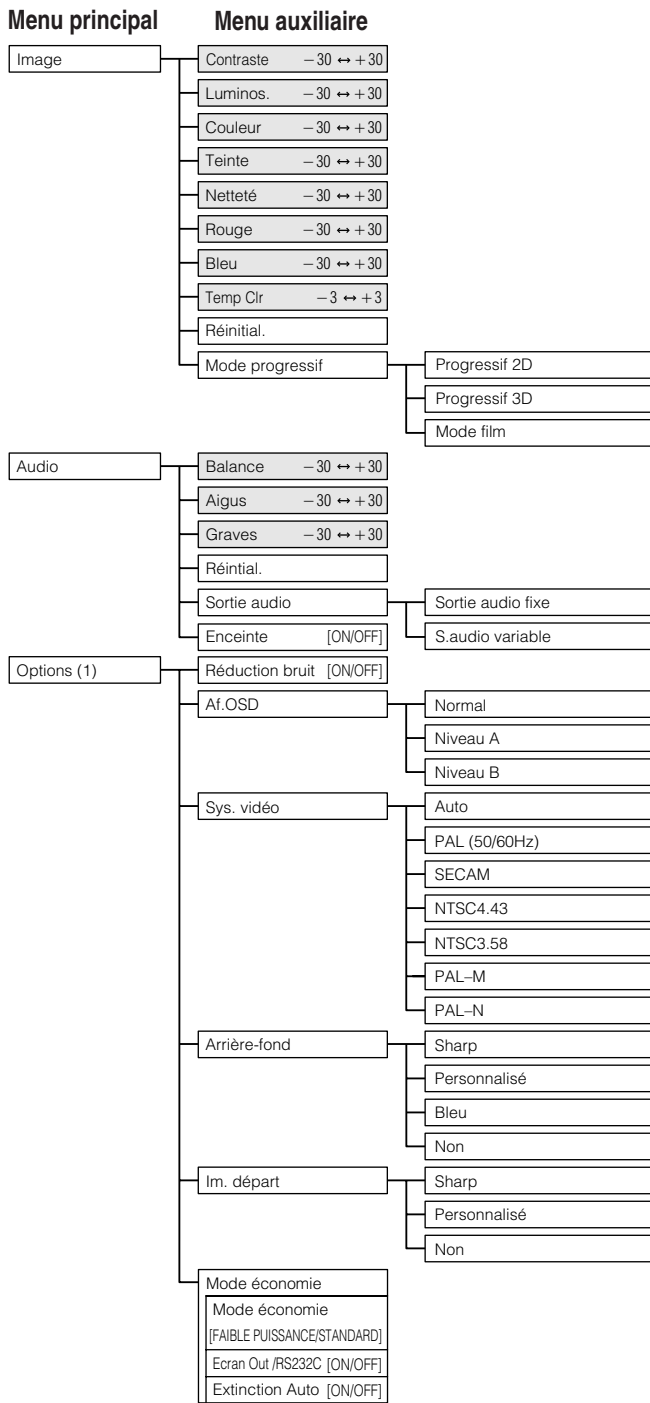 Menu principal Menu auxiliaire
Image Contraste −30 ↔ +30
Luminos. −30 ↔ +30
Couleur −30 ↔ +30
Teinte −30 ↔ +30
Netteté −30 ↔ +30
Rouge −30 ↔ +30
Bleu −30 ↔ +30
Temp Clr −3 ↔ +3
Réinitial.
Mode progressif Progressif 2D
Progressif 3D
Mode film
Audio Balance −30 ↔ +30
Aigus −30 ↔ +30
Graves −30 ↔ +30
Réintial.
Sortie audio Sortie audio fixe
Enceinte [ON/OFF] S.audio variable
Options (1) Réduction bruit [ON/OFF]
Af.OSD Normal
Niveau A
Niveau B
Sys. vidéo Auto
PAL (50/60Hz)
SECAM
NTSC4.43
NTSC3.58
PAL–M
PAL–N
Arrière-fond Sharp
Personnalisé
Bleu
Non
Im. départ Sharp
Personnalisé
Non
Mode économie
Mode économie
[FAIBLE PUISSANCE/STANDARD]
Ecran Out /RS232C [ON/OFF]
Extinction Auto [ON/OFF]